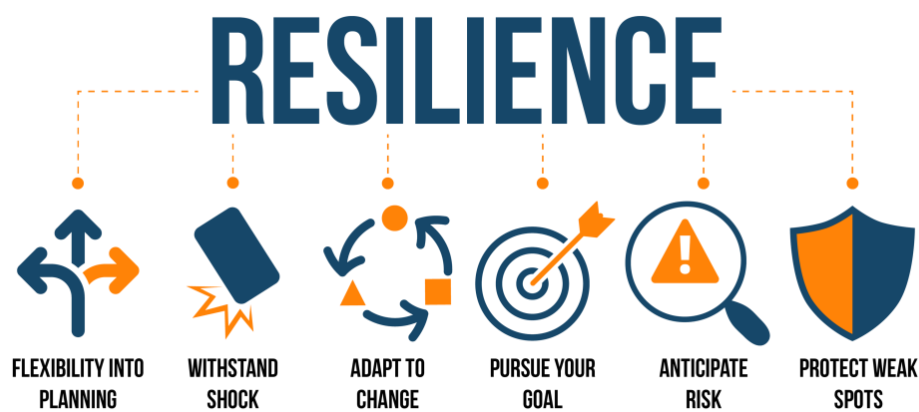 RESILIENCE
FLEXIBILITY INTO
PLANNING
WITHSTAND
SHOCK
ADAPT TO
CHANGE
PURSUE YOUR
GOAL
ANTICIPATE
RISK
PROTECT WEAK
SPOTS